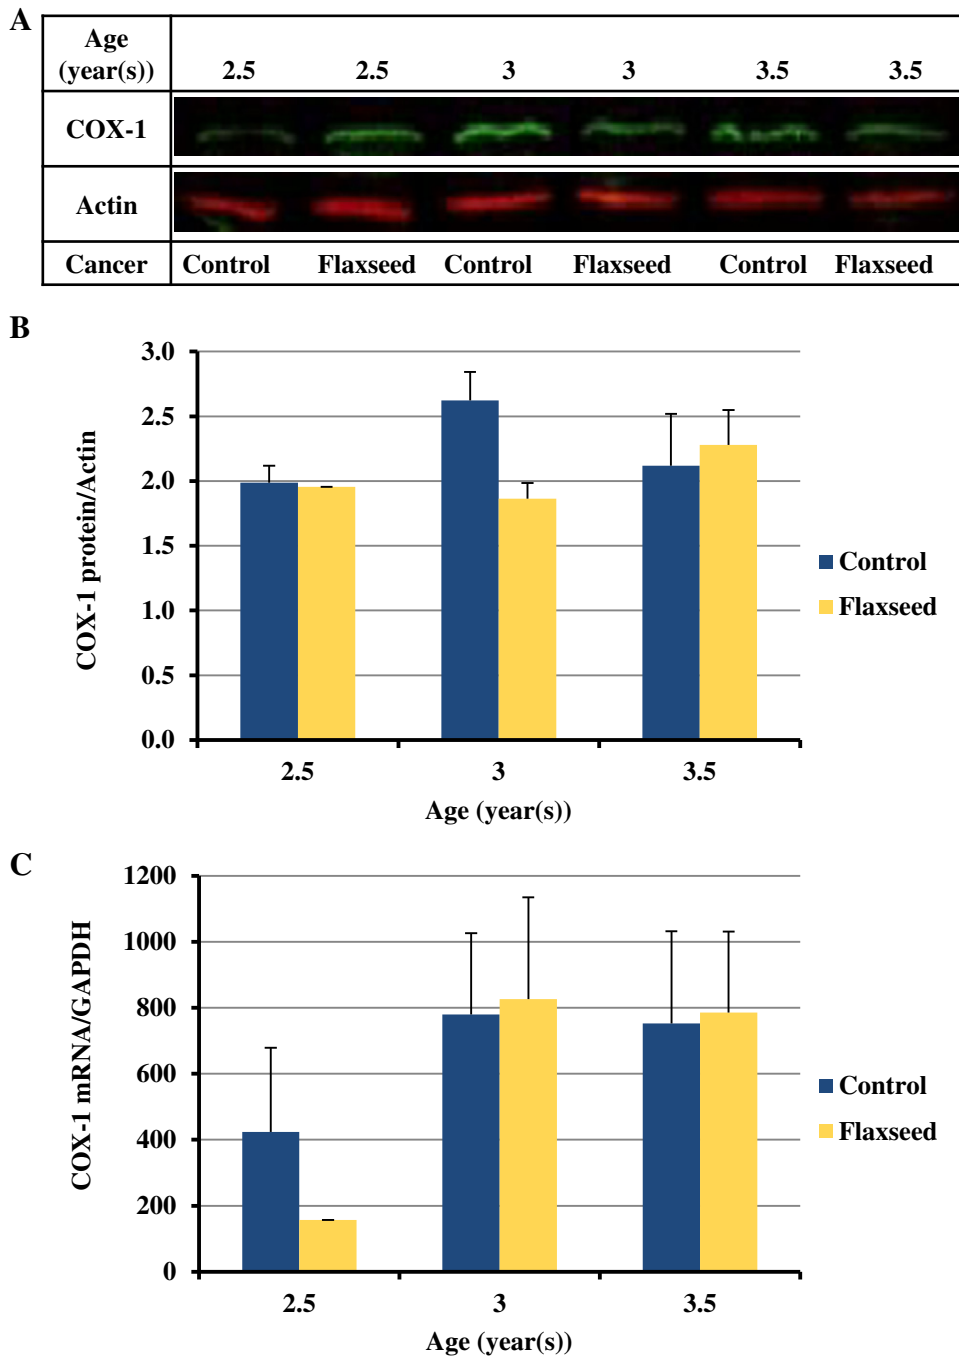 A
Age
(year(s)) 2.5 2.5 3 3 3.5 3.5
COX-1
Actin
Cancer Control Flaxseed Control Flaxseed Control Flaxseed
B
3.0
2.5
2.0
1.5
1.0
0.5
0.0
COX-1 protein/Actin
2.5 3 3.5
Age (year(s))
Control
Flaxseed
C
1200
1000
800
600
400
200
0
COX-1 mRNA/GAPDH
2.5 3 3.5
Age (year(s))
Control
Flaxseed